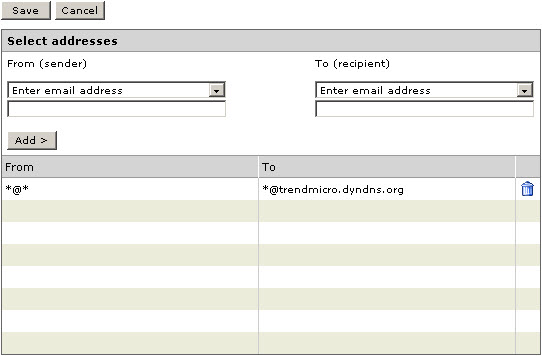 Save Cancel
Select addresses
From (sender) To (recipient)
Enter email address Enter email address
Add >
From To
*@* *@trendmicro.dyndns.org